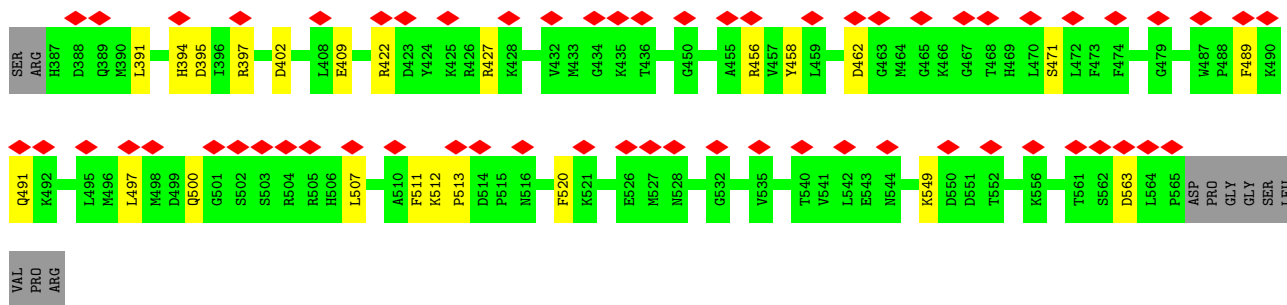 SER ARG H387 D388 Q389 M390 L391 H394 D395 I396 R397 D402 L408 E409 R422 D423 Y424 K425 R426 R427 K428 V432 M433 G434 K435 T436 G450 A455 R456 V457 Y458 L459 D462 G463 M464 G465 K466 G467 T468 H469 L470 S471 L472 F473 F474 G479 W487 P488 F489 K490
Q491 K492 L495 M496 L497 M498 D499 Q500 G501 S502 S503 R504 R505 H506 L507 A510 F511 K512 P513 D514 P515 N516 F520 K521 E526 M527 N528 G532 V535 T540 V541 L542 E543 N544 K549 D550 D551 T552 K556 T561 S562 D563 L564 P565 ASP PRO GLY GLY SER LEU
VAL PRO ARG